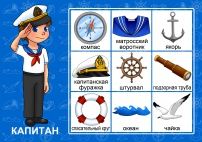 компас
матросский
воротник
якорь
капитанская
фуражка
штурвал
подзорная труба
КАПИТАН
спасательный круг
океан
чайка